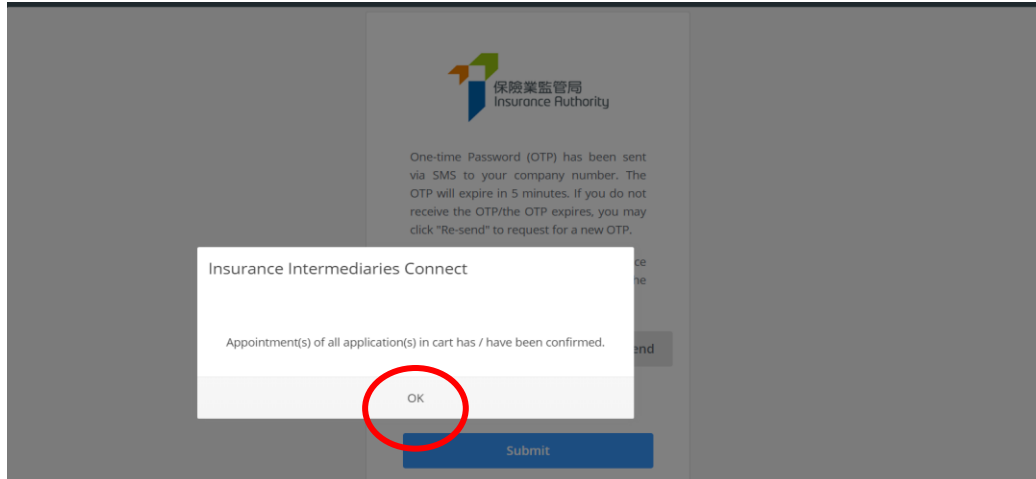 保險業監管局
Insurance Authority
One-time Password (OTP) has been sent
via SMS to your company number. The
OTP will expire in 5 minutes. If you do not
receive the OTP/the OTP expires, you may
click "Re-send" to request for a new OTP.
Insurance Intermediaries Connect
Appointment(s) of all application(s) in cart has / have been confirmed.
OK
Submit